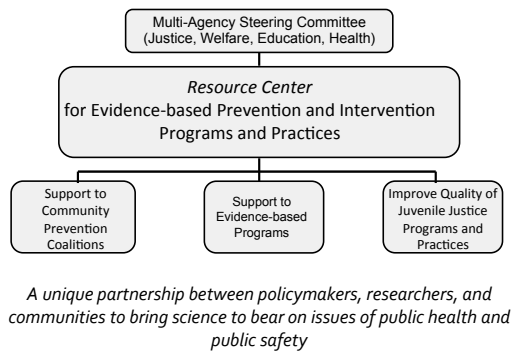 Multi-Agency Steering Committee
(Justice, Welfare, Education, Health)
Resource Center
for Evidence-based Prevention and Intervention
Programs and Practices
Support to
Community
Prevention
Coalitions
Support to
Evidence-based
Programs
Improve Quality of
Juvenile Justice
Programs and
Practices
A unique partnership between policymakers, researchers, and
communities to bring science to bear on issues of public health and
public safety